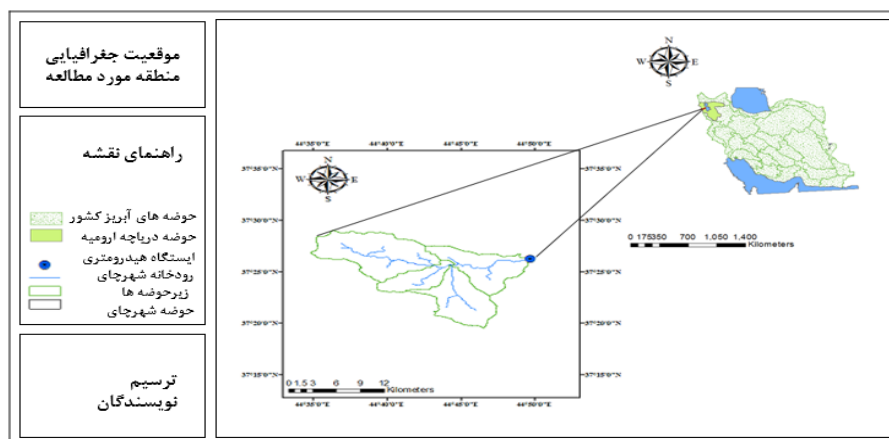 موقعیت جغرافیایی
منطقه مورد مطالعه
راهنمای نقشه
حوضه های آبریز کشور
حوضه دریاچه ارومیه
ایستگاه هیدرومتری
رودخانه شهرچای
زیرحوضه ها
حوضه شهرچای
ترسیم
نویسندگان
N
W E
S
N
W E
S
0 175350 700 1,050 1,400
Kilometers
44°35'0"E 44°40'0"E 44°45'0"E 44°50'0"E
37°35'0"N 37°35'0"N
37°30'0"N 37°30'0"N
37°25'0"N 37°25'0"N
37°20'0"N 37°20'0"N
37°15'0"N 37°15'0"N
0 1.5 3 6 9 12
Kilometers
44°35'0"E 44°40'0"E 44°45'0"E 44°50'0"E